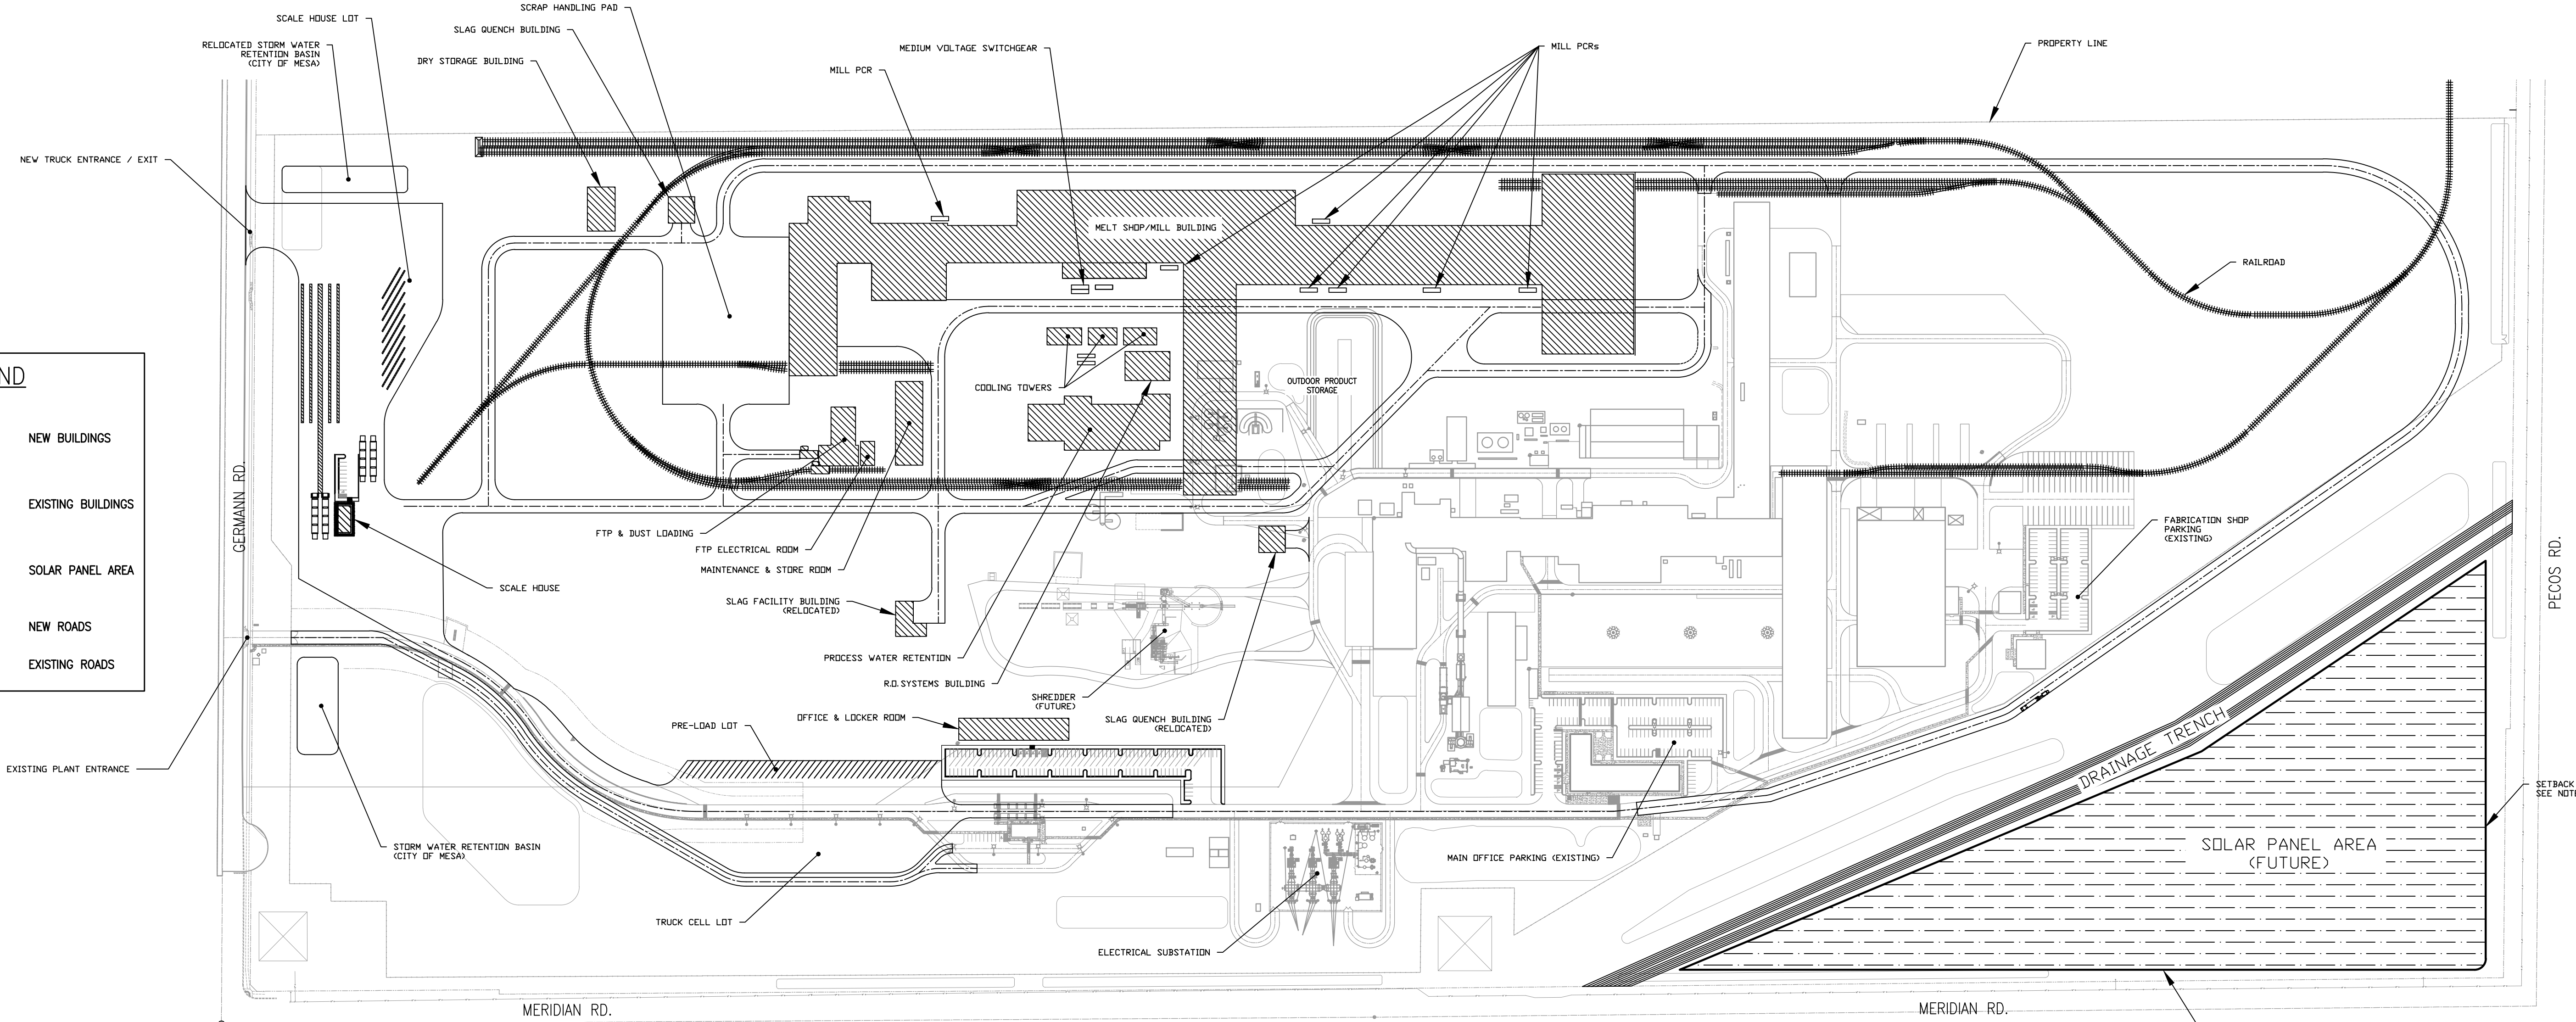 SCRAP HANDLING PAD
SCALE HOUSE LOT
SLAG QUENCH BUILDING
RELOCATED STORM WATER
RETENTION BASIN
(CITY OF MESA)
DRY STORAGE BUILDING
MEDIUM VOLTAGE SWITCHGEAR
MILL PCR
MILL PCRs
PROPERTY LINE
NEW TRUCK ENTRANCE / EXIT
MELT SHOP/MILL BUILDING
RAILROAD
ND
NEW BUILDINGS
EXISTING BUILDINGS
SOLAR PANEL AREA
NEW ROADS
EXISTING ROADS
GERMANN RD.
COOLING TOWERS
OUTDOOR PRODUCT
STORAGE
FTP & DUST LOADING
FTP ELECTRICAL ROOM
MAINTENANCE & STORE ROOM
SCALE HOUSE
SLAG FACILITY BUILDING
(RELOCATED)
PROCESS WATER RETENTION
R.O. SYSTEMS BUILDING
SHREDDER
(FUTURE)
SLAG QUENCH BUILDING
(RELOCATED)
FABRICATION SHOP
PARKING
(EXISTING)
PECOS RD.
PRE-LOAD LOT
OFFICE & LOCKER ROOM
EXISTING PLANT ENTRANCE
STORM WATER RETENTION BASIN
(CITY OF MESA)
TRUCK CELL LOT
MAIN OFFICE PARKING (EXISTING)
ELECTRICAL SUBSTATION
DRAINAGE TRENCH
SOLAR PANEL AREA
(FUTURE)
SETBACK
SEE NOTE
MERIDIAN RD.
MERIDIAN RD.